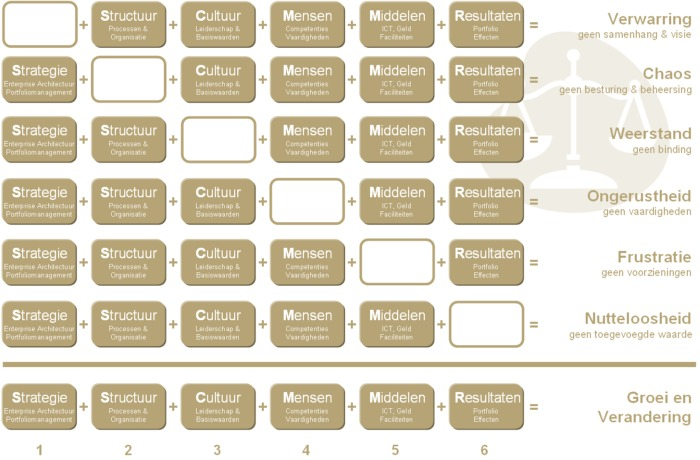 + Structuur + Cultuur + Mensen + Middelen + Resultaten = Verwarring
Processen & Organisatie Leiderschap & Basiswaarden Competenties Vaardigheden ICT, Geld Faciliteiten Portfolio Effecten geen samenhang & visie
Strategie + + Cultuur + Mensen + Middelen + Resultaten = Chaos
Enterprise Architectuur Portfoliomanagement Leiderschap & Basiswaarden Competenties Vaardigheden ICT, Geld Faciliteiten Portfolio Effecten geen besturing & beheersing
Strategie + Structuur + + Mensen + Middelen + Resultaten = Weerstand
Enterprise Architectuur Portfoliomanagement Processen & Organisatie Competenties Vaardigheden ICT, Geld Faciliteiten Portfolio Effecten geen binding
Strategie + Structuur + Cultuur + + Middelen + Resultaten = Ongerustheid
Enterprise Architectuur Portfoliomanagement Processen & Organisatie Leiderschap & Basiswaarden ICT, Geld Faciliteiten Portfolio Effecten geen vaardigheden
Strategie + Structuur + Cultuur + Mensen + + Resultaten = Frustratie
Enterprise Architectuur Portfoliomanagement Processen & Organisatie Leiderschap & Basiswaarden Competenties Vaardigheden Portfolio Effecten geen voorzieningen
Strategie + Structuur + Cultuur + Mensen + Middelen + = Nutteloosheid
Enterprise Architectuur Portfoliomanagement Processen & Organisatie Leiderschap & Basiswaarden Competenties Vaardigheden ICT, Geld Faciliteiten geen toegevoegde waarde
Strategie + Structuur + Cultuur + Mensen + Middelen + Resultaten = Groei en Verandering
Enterprise Architectuur Portfoliomanagement Processen & Organisatie Leiderschap & Basiswaarden Competenties Vaardigheden ICT, Geld Faciliteiten Portfolio Effecten
1 2 3 4 5 6